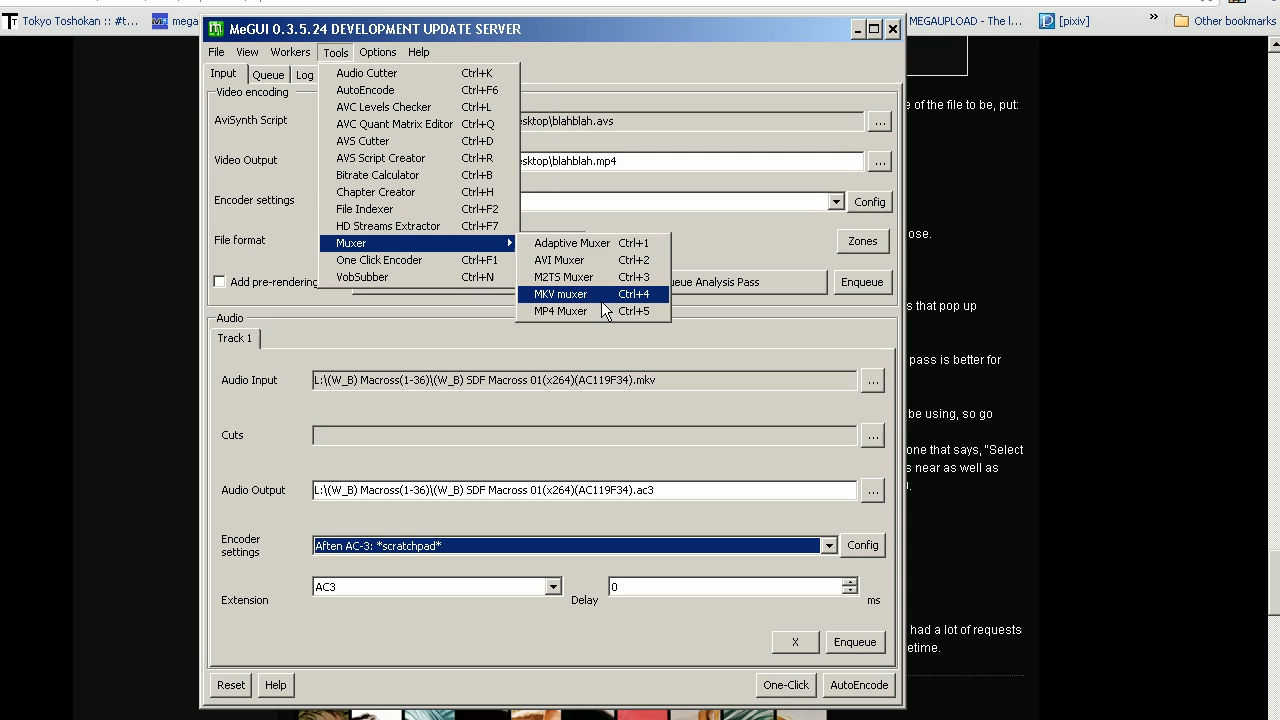 Tokyo Toshokan :: #t...
mega
MEGAUPLOAD - The l...
[pixiv]
»
Other bookmarks
MeGUI 0.3.5.24 DEVELOPMENT UPDATE SERVER
File View Workers Tools Options Help
Input Queue Log
Video encoding
AviSynth Script
esktop\blahblah.avs
...
Video Output
esktop\blahblah.mp4
...
Encoder settings
Config
File format
Zones
Add pre-rendering
ueue Analysis Pass
Enqueue
Audio Cutter Ctrl+K
AutoEncode Ctrl+F6
AVC Levels Checker Ctrl+L
AVC Quant Matrix Editor Ctrl+Q
AVS Cutter Ctrl+D
AVS Script Creator Ctrl+R
Bitrate Calculator Ctrl+B
Chapter Creator Ctrl+H
File Indexer Ctrl+F2
HD Streams Extractor Ctrl+F7
Muxer
One Click Encoder Ctrl+F1
VobSubber Ctrl+N
Adaptive Muxer Ctrl+1
AVI Muxer Ctrl+2
M2TS Muxer Ctrl+3
MKV muxer Ctrl+4
MP4 Muxer Ctrl+5
Audio
Track 1
Audio Input
L:\(W_B) Macross(1-36)\(W_B) SDF Macross 01(x264)(AC119F34).mkv
...
Cuts
...
Audio Output
L:\(W_B) Macross(1-36)\(W_B) SDF Macross 01(x264)(AC119F34).ac3
...
Encoder
settings
Aften AC-3: *scratchpad*
Config
Extension
AC3
Delay
0
ms
X
Enqueue
Reset
Help
One-Click
AutoEncode
e of the file to be, put:
ose.
s that pop up
pass is better for
be using, so go
one that says, "Select
s near as well as
had a lot of requests
etime.